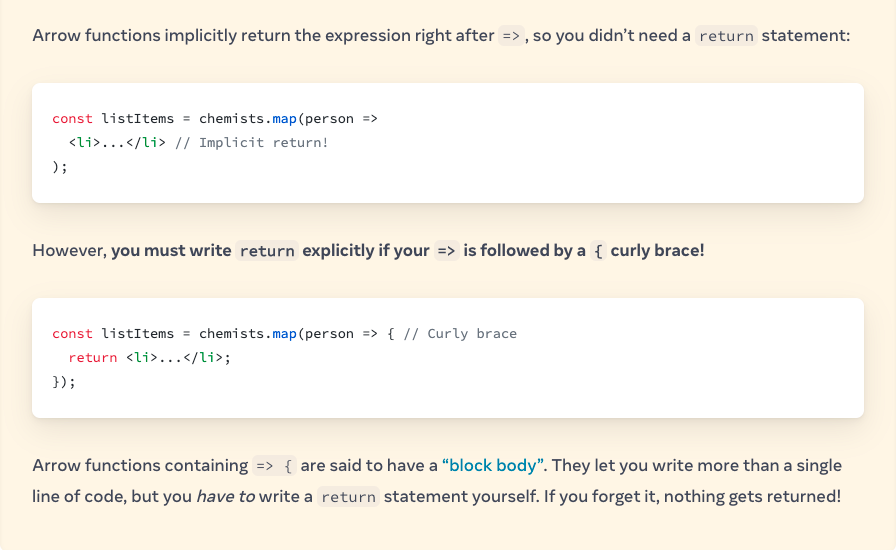 Arrow functions implicitly return the expression right after =>, so you didn’t need a return statement:
const listItems = chemists.map(person =>
  <li>...</li> // Implicit return!
);
However, you must write return explicitly if your => is followed by a { curly brace!
const listItems = chemists.map(person => { // Curly brace
  return <li>...</li>;
});
Arrow functions containing => { are said to have a “block body”. They let you write more than a single
line of code, but you have to write a return statement yourself. If you forget it, nothing gets returned!